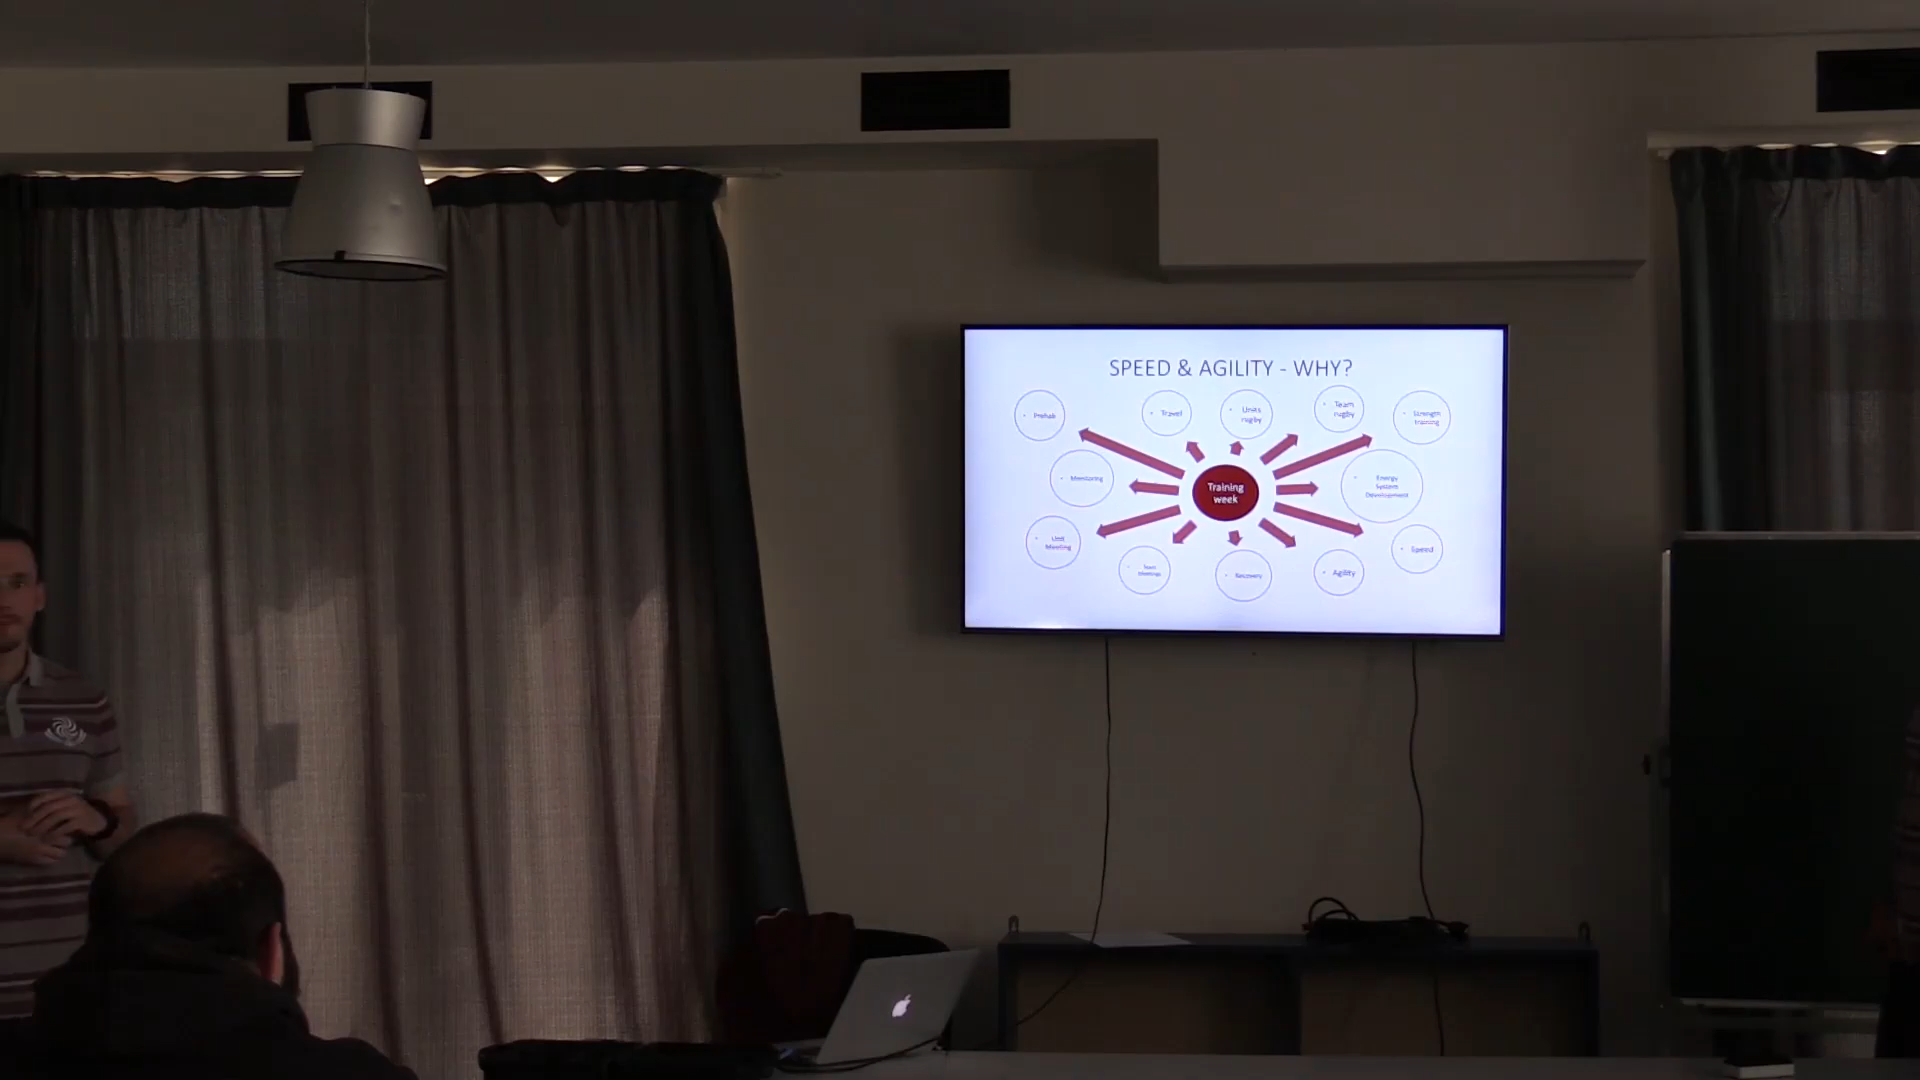 SPEED & AGILITY - WHY?
Prehab
Travel
Units
rugby
Team
rugby
Strength
training
Monitoring
Training
week
Energy
System
Development
Unit
Meeting
Team
Meetings
Recovery
Agility
Speed